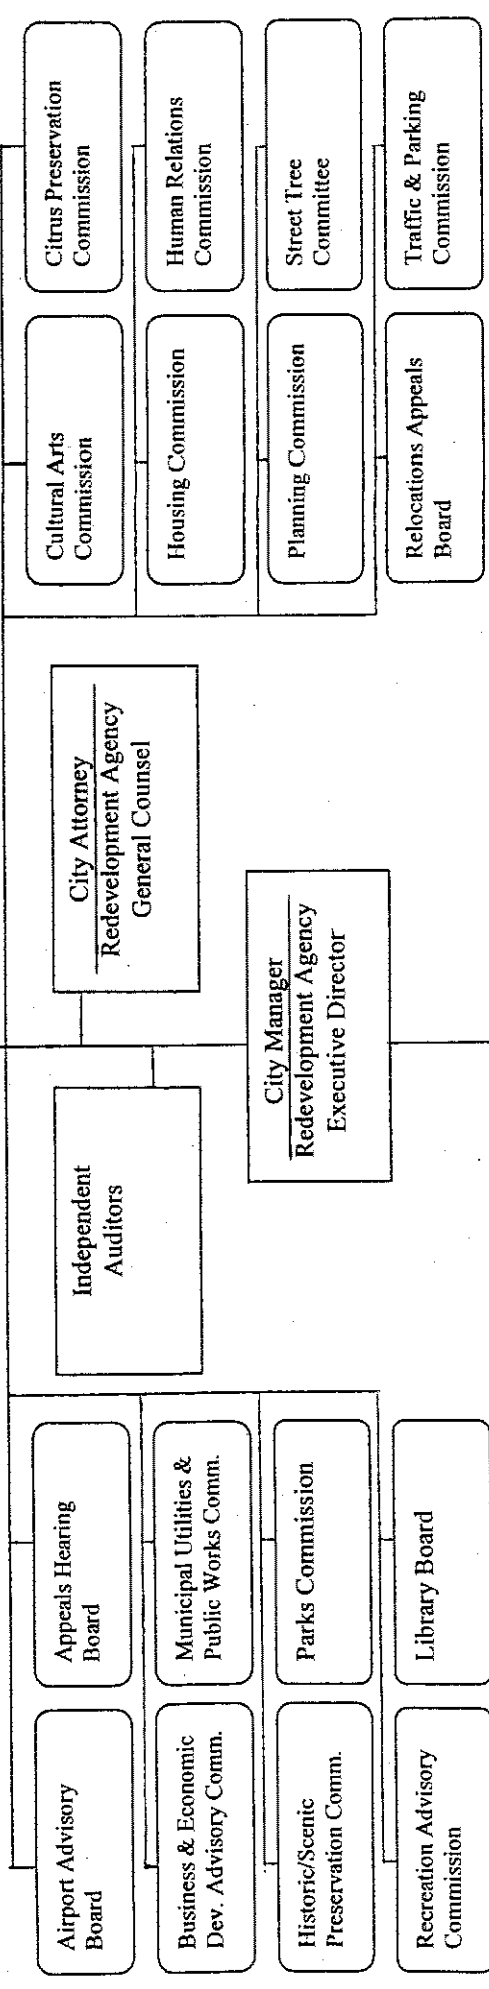 Airport Advisory
Board
Appeals Hearing
Board
Independent
Auditors
City Attorney
Redevelopment Agency
General Counsel
Cultural Arts
Commission
Citrus Preservation
Commission
Business & Economic
Dev. Advisory Comm.
Municipal Utilities &
Public Works Comm.
Housing Commission
Human Relations
Commission
City Manager
Redevelopment Agency
Executive Director
Historic/Scenic
Preservation Comm.
Parks Commission
Planning Commission
Street Tree
Committee
Recreation Advisory
Commission
Library Board
Relocations Appeals
Board
Traffic & Parking
Commission